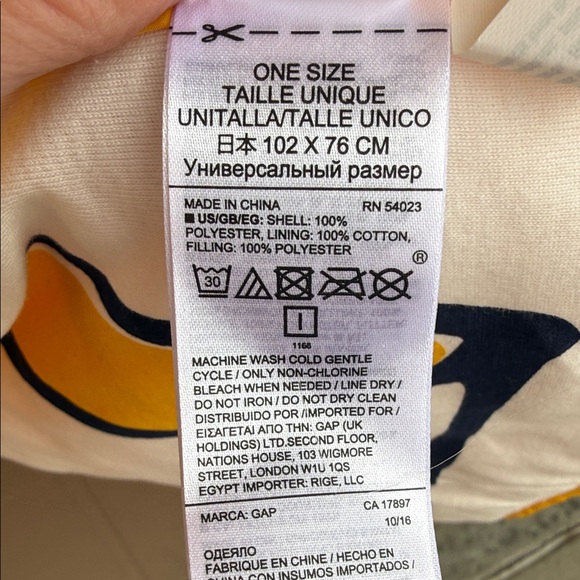 ONE SIZE
TAILLE UNIQUE
UNITALLA/TALLE UNICO
日本 102 X 76 CM
Универсальный размер
MADE IN CHINA RN 54023
■ US/GB/EG: SHELL: 100%
POLYESTER, LINING: 100% COTTON,
FILLING: 100% POLYESTER
®
30
1166
MACHINE WASH COLD GENTLE
CYCLE / ONLY NON-CHLORINE
BLEACH WHEN NEEDED / LINE DRY /
DO NOT IRON / DO NOT DRY CLEAN
DISTRIBUIDO POR /IMPORTED FOR /
ΕΙΣΑΓΕΤΑΙ ΑΠΟ ΤΗΝ: GAP (UK
HOLDINGS) LTD.SECOND FLOOR,
NATIONS HOUSE, 103 WIGMORE
STREET, LONDON W1U 1QS
EGYPT IMPORTER: RIGE, LLC
MARCA: GAP CA 17897
10/16
ОДЕЯЛО
FABRIQUE EN CHINE / HECHO EN
CHINA CON INSUMOS IMPORTADOS /